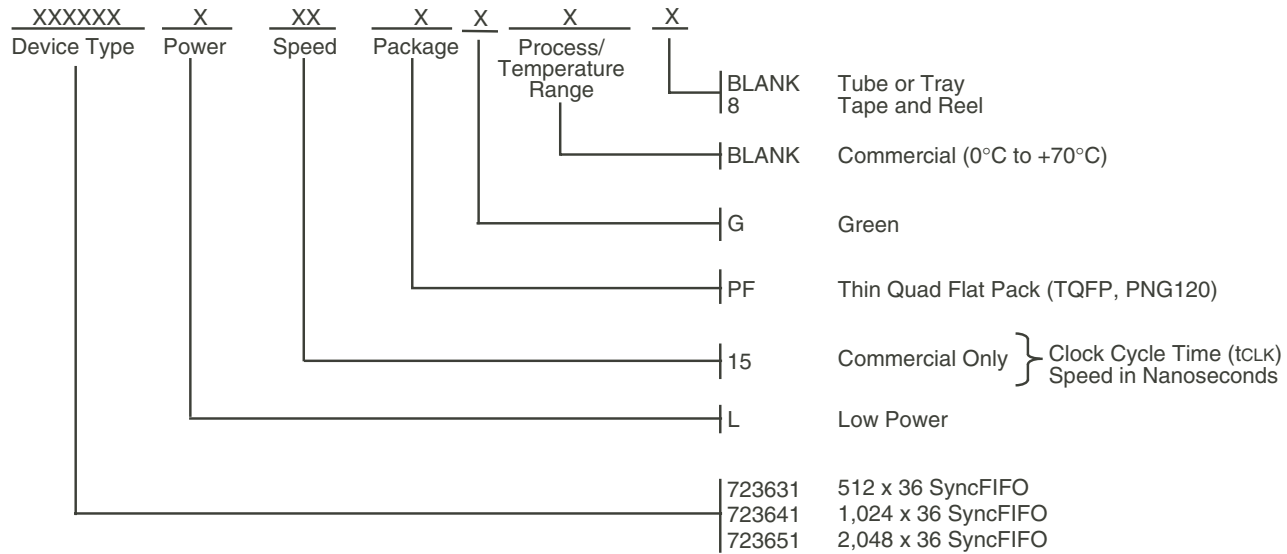 XXXXXX X XX X X X X
Device Type Power Speed Package Process/
Temperature
Range
BLANK Tube or Tray
8 Tape and Reel
BLANK Commercial (0°C to +70°C)
G Green
PF Thin Quad Flat Pack (TQFP, PNG120)
15 Commercial Only Clock Cycle Time (tCLK)
Speed in Nanoseconds
L Low Power
723631 512 x 36 SyncFIFO
723641 1,024 x 36 SyncFIFO
723651 2,048 x 36 SyncFIFO